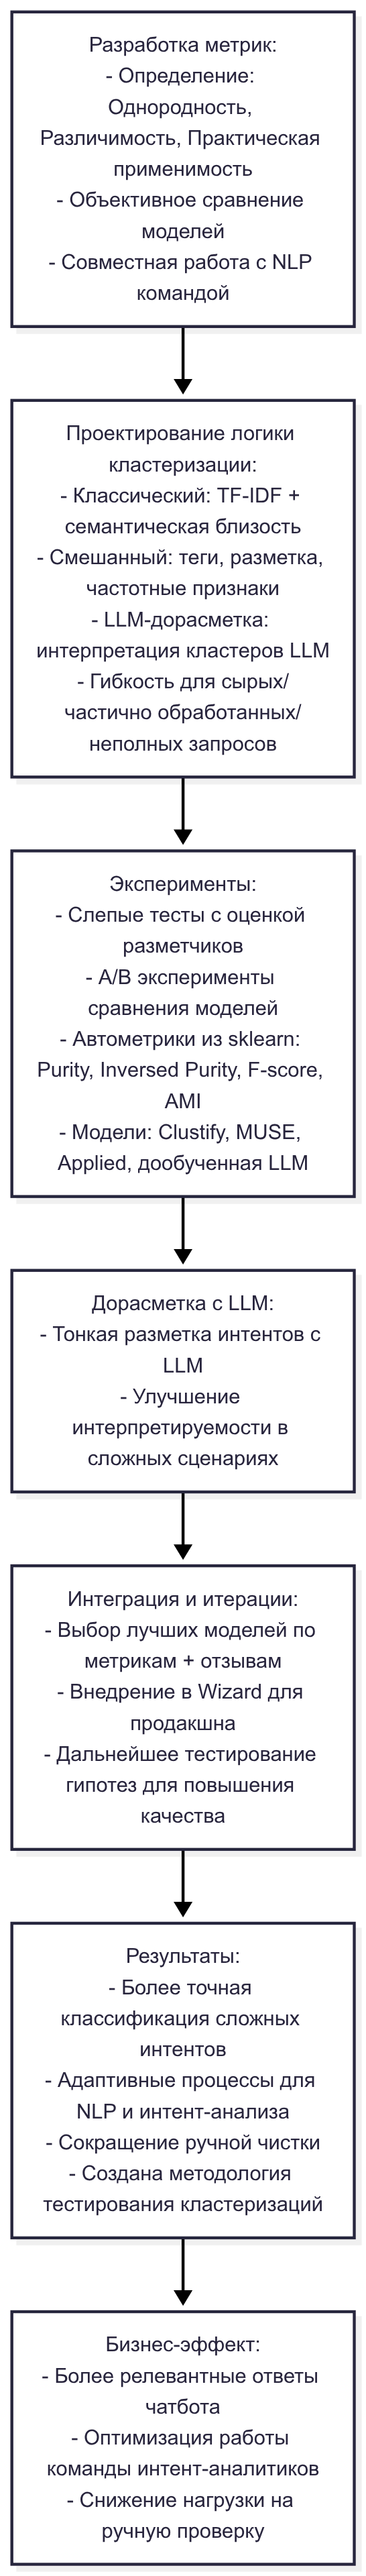 Разработка метрик:
- Определение:
Однородность,
Различимость, Практическая
применимость
- Объективное сравнение
моделей
- Совместная работа с NLP
командой
Проектирование логики
кластеризации:
- Классический: TF-IDF +
семантическая близость
- Смешанный: теги, разметка,
частотные признаки
- LLM-дорасметка:
интерпретация кластеров LLM
- Гибкость для сырых/
частично обработанных/
неполных запросов
Эксперименты:
- Слепые тесты с оценкой
разметчиков
- A/B эксперименты
сравнения моделей
- Автометрики из sklearn:
Purity, Inversed Purity, F-score,
AMI
- Модели: Clustify, MUSE,
Applied, дообученная LLM
Дорасметка с LLM:
- Тонкая разметка интентов с
LLM
- Улучшение
интерпретируемости в
сложных сценариях
Интеграция и итерации:
- Выбор лучших моделей по
метрикам + отзывам
- Внедрение в Wizard для
продакшна
- Дальнейшее тестирование
гипотез для повышения
качества
Результаты:
- Более точная
классификация сложных
интентов
- Адаптивные процессы для
NLP и интент-анализа
- Сокращение ручной чистки
- Создана методология
тестирования кластеризаций
Бизнес-эффект:
- Более релевантные ответы
чатбота
- Оптимизация работы
команды интент-аналитиков
- Снижение нагрузки на
ручную проверку